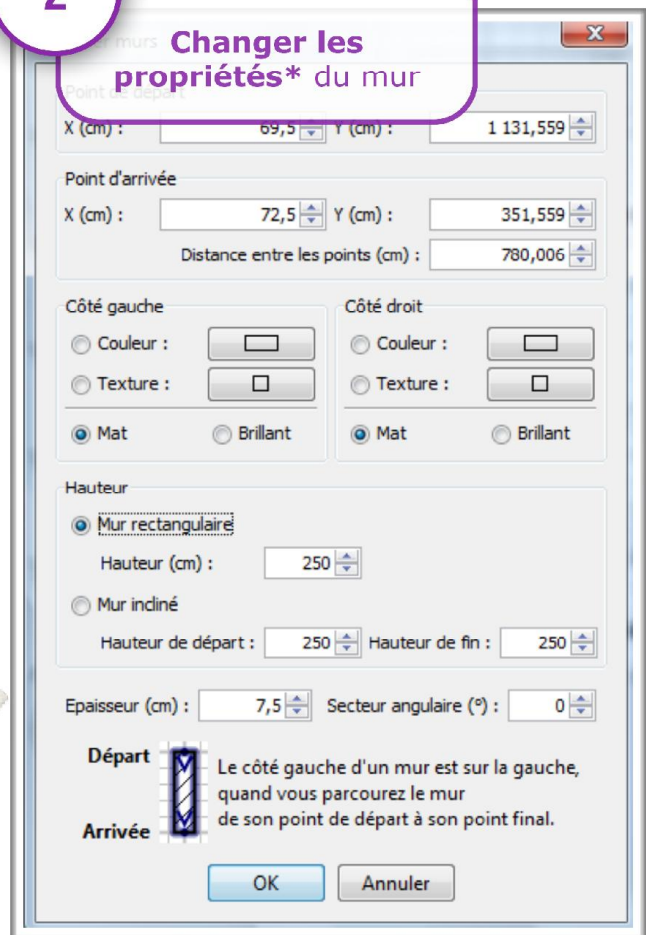 2
Changer les
propriétés* du mur
murs
Point de départ
X (cm) : 69,5 Y (cm) : 1 131,559
Point d'arrivée
X (cm) : 72,5 Y (cm) : 351,559
Distance entre les points (cm) : 780,006
Côté gauche Côté droit
Couleur : Couleur :
Texture : Texture :
Mat Brillant Mat Brillant
Hauteur
Mur rectangulaire
Hauteur (cm) : 250
Mur incliné
Hauteur de départ : 250 Hauteur de fin : 250
Epaisseur (cm) : 7,5 Secteur angulaire (°) : 0
Départ
Le côté gauche d'un mur est sur la gauche,
quand vous parcourez le mur
de son point de départ à son point final.
Arrivée
OK Annuler